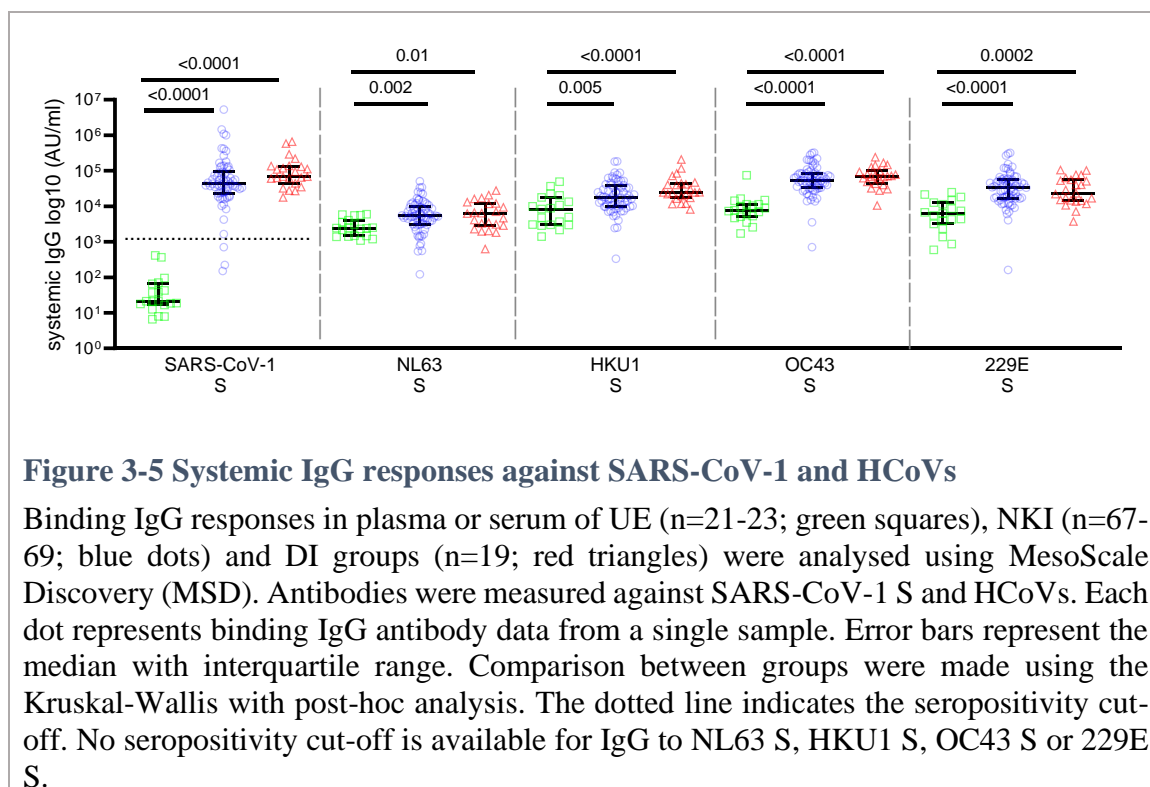 <0.0001 0.01 <0.0001 <0.0001 0.0002
<0.0001 0.002 0.005 <0.0001 <0.0001
systemic IgG log10 (AU/ml)
10⁷
10⁶
10⁵
10⁴
10³
10²
10¹
10⁰
SARS-CoV-1 NL63 HKU1 OC43 229E
S S S S S
Figure 3-5 Systemic IgG responses against SARS-CoV-1 and HCoVs
Binding IgG responses in plasma or serum of UE (n=21-23; green squares), NKI (n=67-
69; blue dots) and DI groups (n=19; red triangles) were analysed using MesoScale
Discovery (MSD). Antibodies were measured against SARS-CoV-1 S and HCoVs. Each
dot represents binding IgG antibody data from a single sample. Error bars represent the
median with interquartile range. Comparison between groups were made using the
Kruskal-Wallis with post-hoc analysis. The dotted line indicates the seropositivity cut-
off. No seropositivity cut-off is available for IgG to NL63 S, HKU1 S, OC43 S or 229E
S.